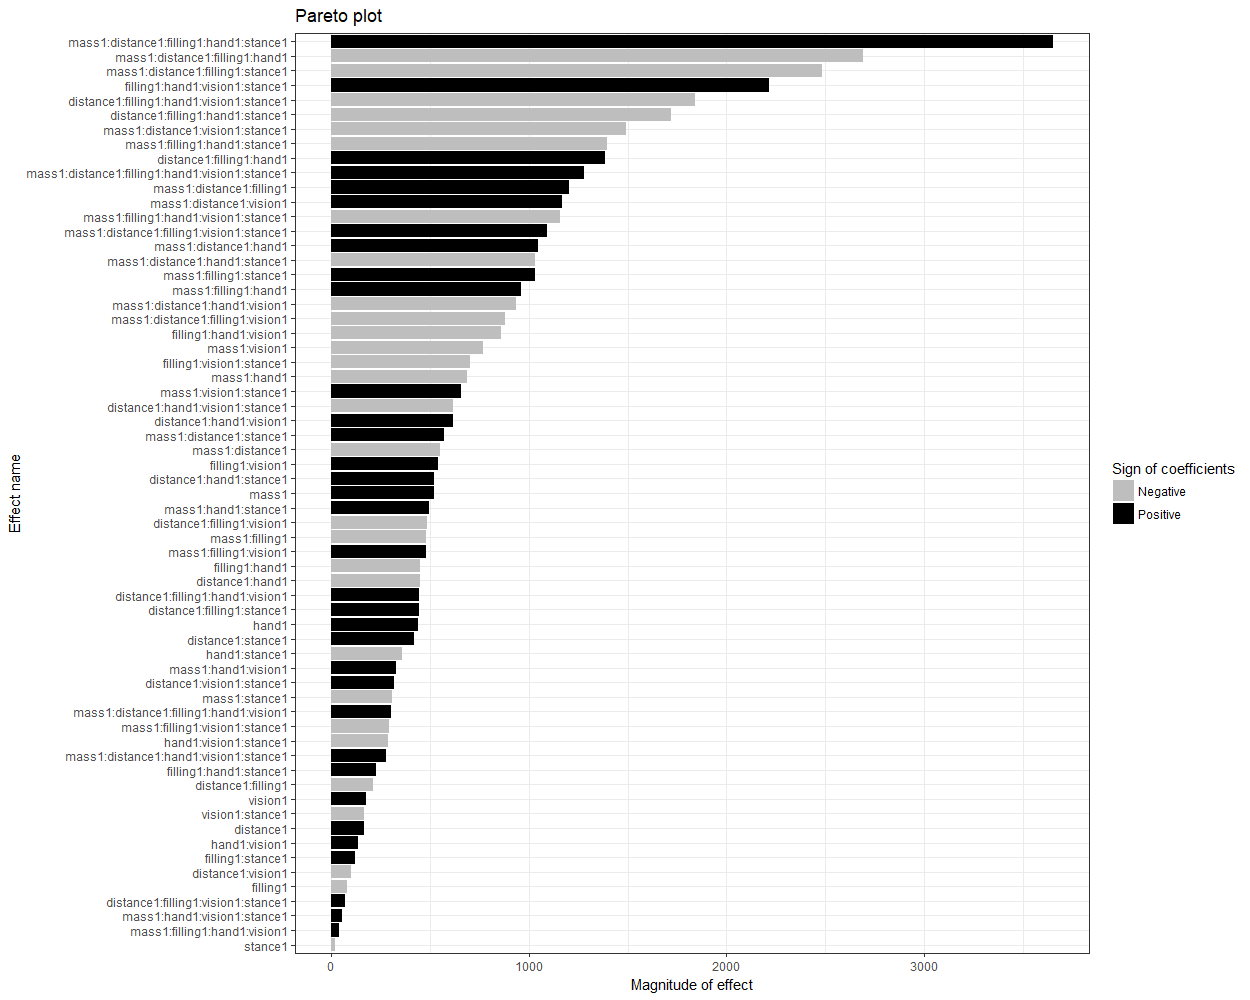 Pareto plot
mass1:distance1:filling1:hand1:stance1
mass1:distance1:filling1:hand1
mass1:distance1:filling1:stance1
filling1:hand1:vision1:stance1
distance1:filling1:hand1:vision1:stance1
distance1:filling1:hand1:stance1
mass1:distance1:vision1:stance1
mass1:filling1:hand1:stance1
distance1:filling1:hand1
mass1:distance1:filling1:hand1:vision1:stance1
mass1:distance1:filling1
mass1:distance1:vision1
mass1:filling1:hand1:vision1:stance1
mass1:distance1:filling1:vision1:stance1
mass1:distance1:hand1
mass1:distance1:hand1:stance1
mass1:filling1:stance1
mass1:filling1:hand1
mass1:distance1:hand1:vision1
mass1:distance1:filling1:vision1
filling1:hand1:vision1
mass1:vision1
filling1:vision1:stance1
mass1:hand1
mass1:vision1:stance1
distance1:hand1:vision1:stance1
distance1:hand1:vision1
mass1:distance1:stance1
mass1:distance1
filling1:vision1
distance1:hand1:stance1
mass1
mass1:hand1:stance1
distance1:filling1:vision1
mass1:filling1
mass1:filling1:vision1
filling1:hand1
distance1:hand1
distance1:filling1:hand1:vision1
distance1:filling1:stance1
hand1
distance1:stance1
hand1:stance1
mass1:hand1:vision1
distance1:vision1:stance1
mass1:stance1
mass1:distance1:filling1:hand1:vision1
mass1:filling1:vision1:stance1
hand1:vision1:stance1
mass1:distance1:hand1:vision1:stance1
filling1:hand1:stance1
distance1:filling1
vision1
vision1:stance1
distance1
hand1:vision1
filling1:stance1
distance1:vision1
filling1
distance1:filling1:vision1:stance1
mass1:hand1:vision1:stance1
mass1:filling1:hand1:vision1
stance1
Effect name
0 1000 2000 3000
Magnitude of effect
Sign of coefficients
Negative
Positive